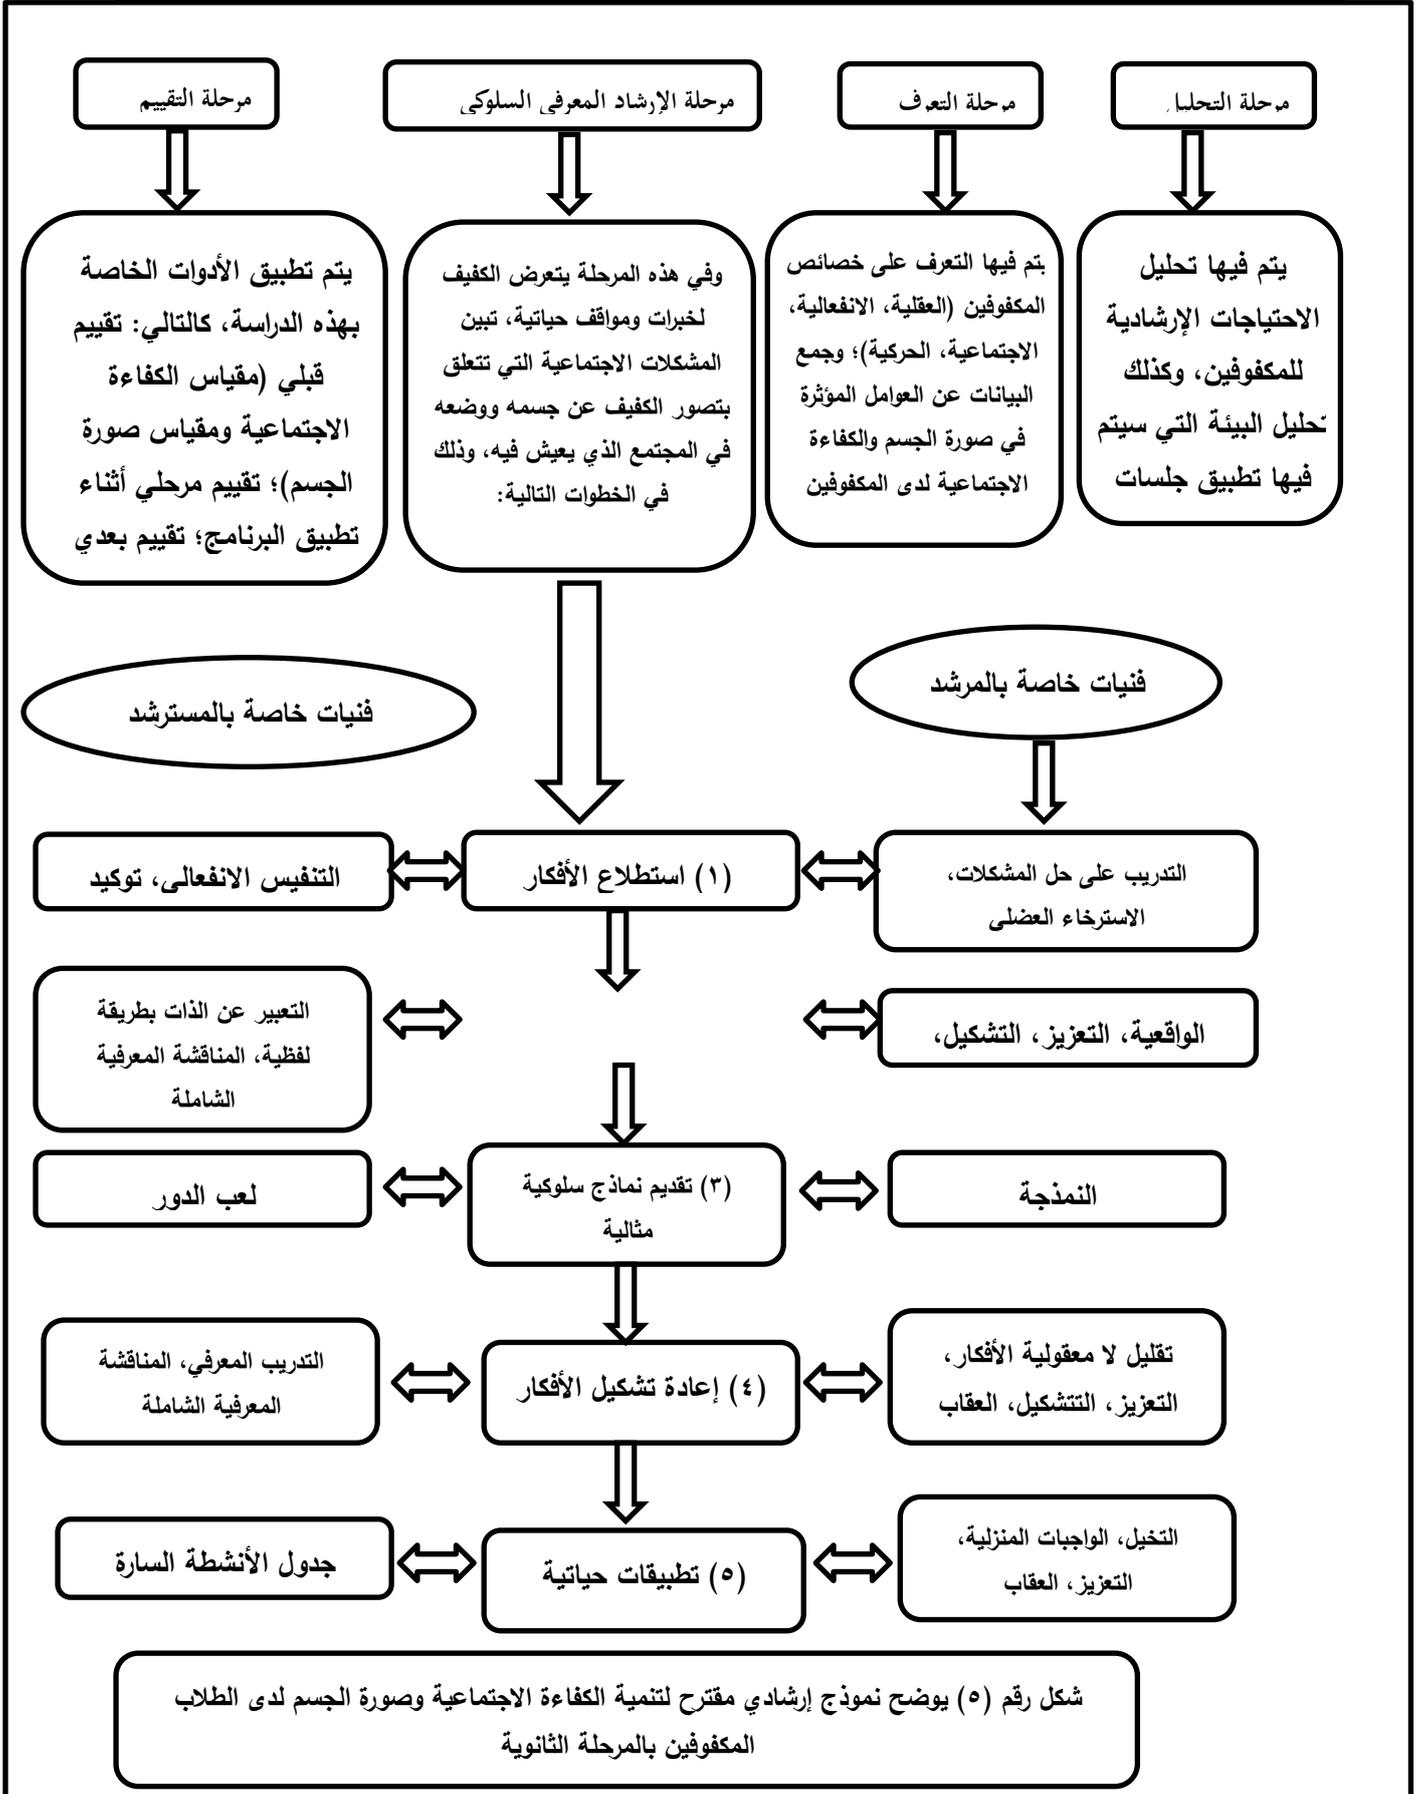 مرحلة التحليل
مرحلة التعرف
مرحلة الإرشاد المعرفى السلوكى
مرحلة التقييم
يتم فيها تحليل
الاحتياجات الإرشادية
للمكفوفين، وكذلك
تحليل البيئة التي سيتم
فيها تطبيق جلسات
يتم فيها التعرف على خصائص
المكفوفين (العقلية، الانفعالية،
الاجتماعية، الحركية)؛ وجمع
البيانات عن العوامل المؤثرة
في صورة الجسم والكفاءة
الاجتماعية لدى المكفوفين
وفي هذه المرحلة يتعرض الكفيف
لخبرات ومواقف حياتية، تبين
المشكلات الاجتماعية التي تتعلق
بتصور الكفيف عن جسمه ووضعه
في المجتمع الذي يعيش فيه، وذلك
في الخطوات التالية:
يتم تطبيق الأدوات الخاصة
بهذه الدراسة، كالتالي: تقييم
قبلي (مقياس الكفاءة
الاجتماعية ومقياس صورة
الجسم)؛ تقييم مرحلي أثناء
تطبيق البرنامج؛ تقييم بعدي
فنيات خاصة بالمرشد
فنيات خاصة بالمسترشد
التدريب على حل المشكلات،
الاسترخاء العضلى
(١) استطلاع الأفكار
التنفيس الانفعالى، توكيد
الواقعية، التعزيز، التشكيل،
التعبير عن الذات بطريقة
لفظية، المناقشة المعرفية
الشاملة
النمذجة
(٣) تقديم نماذج سلوكية
مثالية
لعب الدور
تقليل لا معقولية الأفكار،
التعزيز، التتشكيل، العقاب
(٤) إعادة تشكيل الأفكار
التدريب المعرفي، المناقشة
المعرفية الشاملة
التخيل، الواجبات المنزلية،
التعزيز، العقاب
(٥) تطبيقات حياتية
جدول الأنشطة السارة
شكل رقم (٥) يوضح نموذج إرشادي مقترح لتنمية الكفاءة الاجتماعية وصورة الجسم لدى الطلاب
المكفوفين بالمرحلة الثانوية